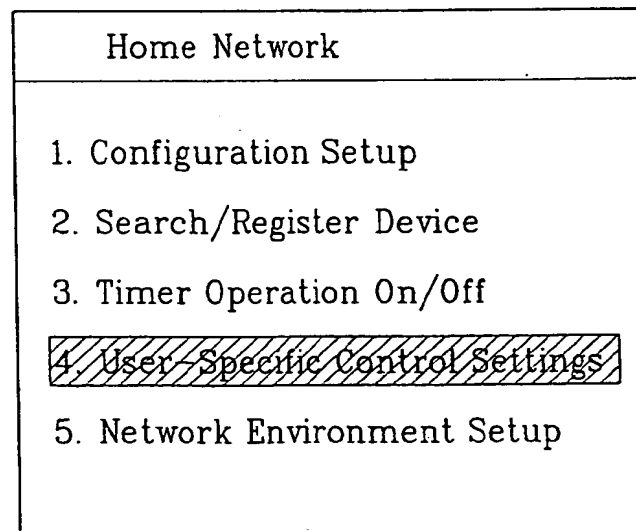 Home Network
1. Configuration Setup
2. Search/Register Device
3. Timer Operation On/Off
4. User-Specific Control Settings
5. Network Environment Setup